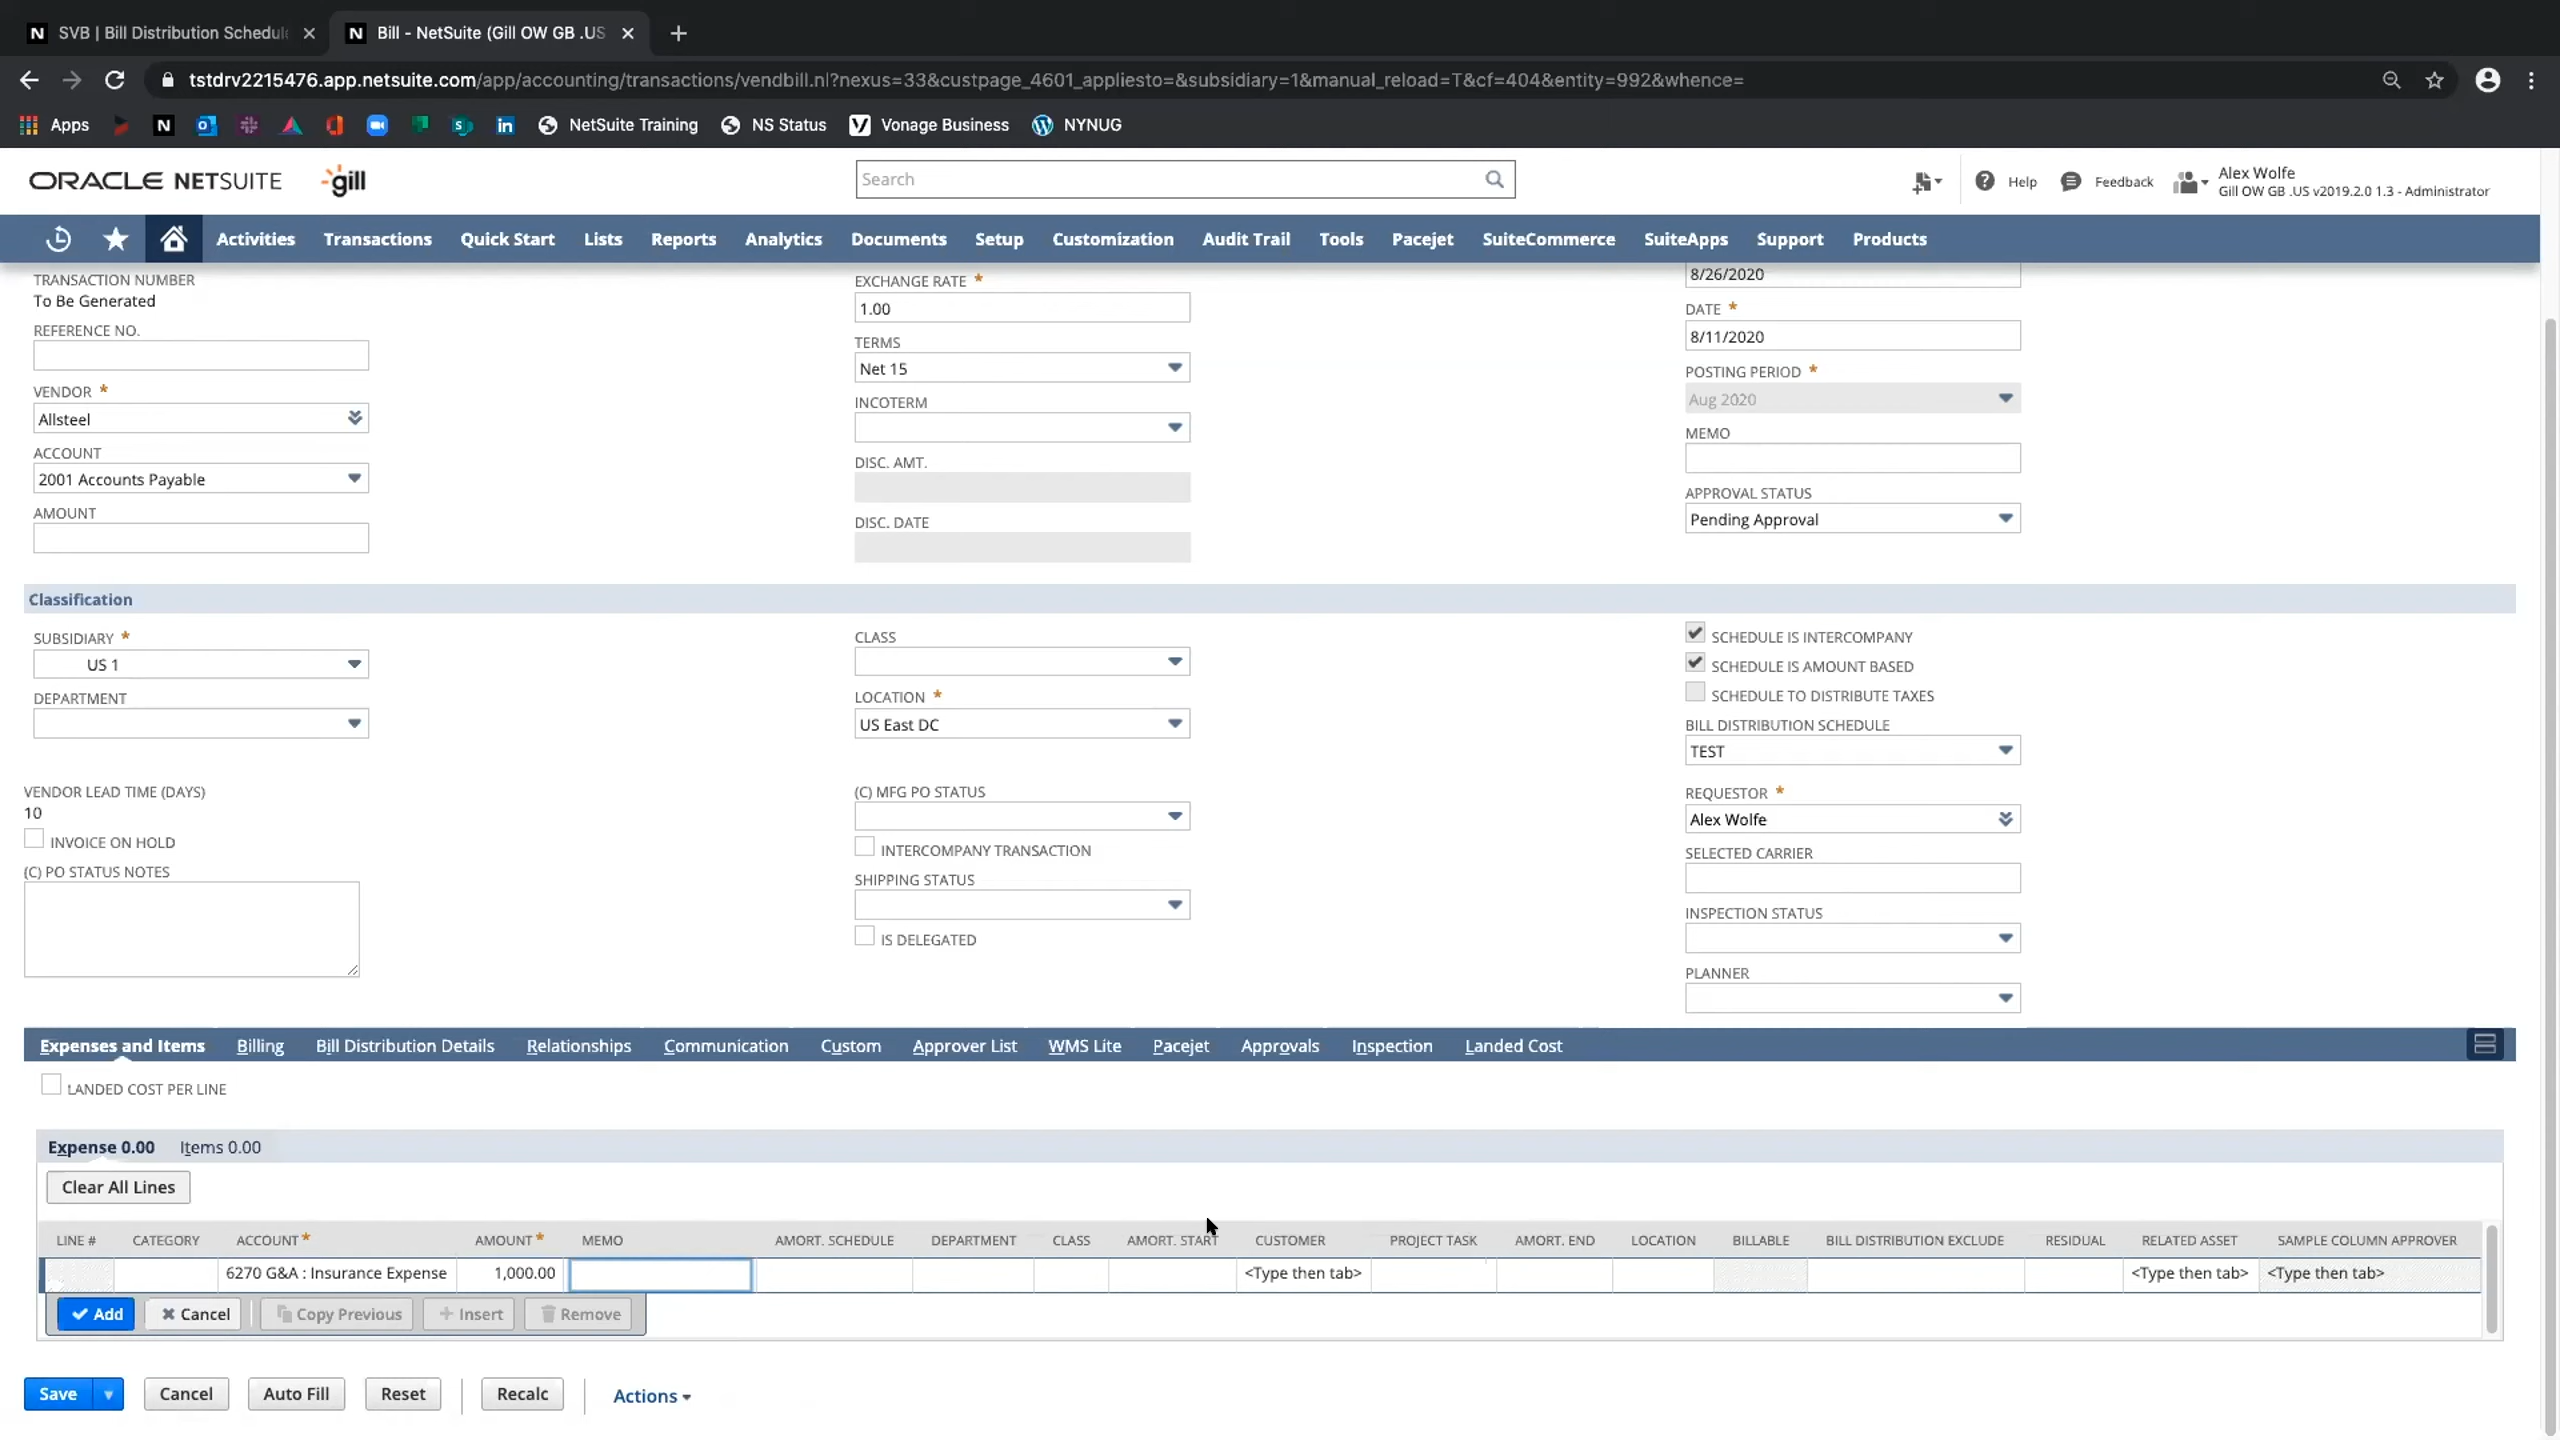 SVB | Bill Distribution Schedul
Bill - NetSuite (Gill OW GB .US
tstdrv2215476.app.netsuite.com/app/accounting/transactions/vendbill.nl?nexus=33&custpage_4601_appliesto=&subsidiary=1&manual_reload=T&cf=404&entity=992&whence=
Apps NetSuite Training NS Status Vonage Business NYNUG
ORACLE NETSUITE gill Search Help Feedback Alex Wolfe
Gill OW GB .US v2019.2.0 1.3 - Administrator
Activities Transactions Quick Start Lists Reports Analytics Documents Setup Customization Audit Trail Tools Pacejet SuiteCommerce SuiteApps Support Products
TRANSACTION NUMBER
To Be Generated
REFERENCE NO.
VENDOR *
Allsteel
ACCOUNT
2001 Accounts Payable
AMOUNT
EXCHANGE RATE *
1.00
TERMS
Net 15
INCOTERM
DISC. AMT.
DISC. DATE
8/26/2020
DATE *
8/11/2020
POSTING PERIOD *
Aug 2020
MEMO
APPROVAL STATUS
Pending Approval
Classification
SUBSIDIARY *
US 1
DEPARTMENT
CLASS
LOCATION *
US East DC
SCHEDULE IS INTERCOMPANY
SCHEDULE IS AMOUNT BASED
SCHEDULE TO DISTRIBUTE TAXES
BILL DISTRIBUTION SCHEDULE
TEST
VENDOR LEAD TIME (DAYS)
10
INVOICE ON HOLD
(C) PO STATUS NOTES
(C) MFG PO STATUS
INTERCOMPANY TRANSACTION
SHIPPING STATUS
IS DELEGATED
REQUESTOR *
Alex Wolfe
SELECTED CARRIER
INSPECTION STATUS
PLANNER
Expenses and Items Billing Bill Distribution Details Relationships Communication Custom Approver List WMS Lite Pacejet Approvals Inspection Landed Cost
LANDED COST PER LINE
Expense 0.00 Items 0.00
Clear All Lines
LINE # CATEGORY ACCOUNT * AMOUNT * MEMO AMORT. SCHEDULE DEPARTMENT CLASS AMORT. START CUSTOMER PROJECT TASK AMORT. END LOCATION BILLABLE BILL DISTRIBUTION EXCLUDE RESIDUAL RELATED ASSET SAMPLE COLUMN APPROVER
6270 G&A : Insurance Expense 1,000.00 <Type then tab> <Type then tab> <Type then tab>
Add Cancel Copy Previous Insert Remove
Save Cancel Auto Fill Reset Recalc Actions